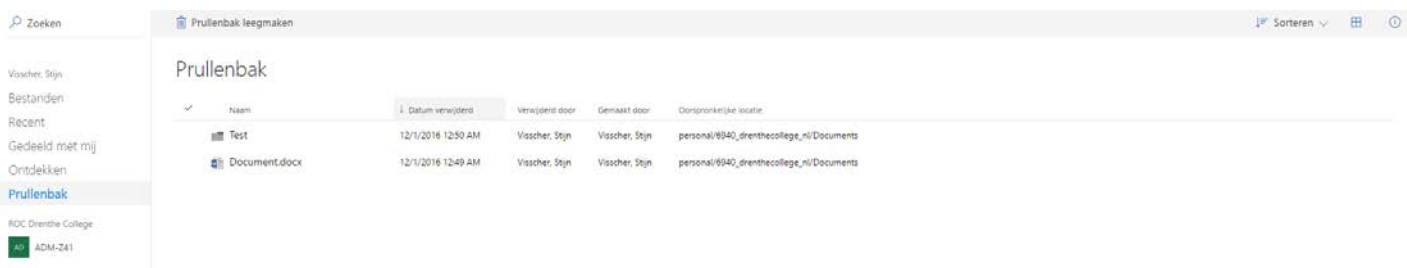 Zoeken
Prullenbak leegmaken
Sorteren
Visscher, Stijn
Bestanden
Recent
Gedeeld met mij
Ontdekken
Prullenbak
ROC Drenthe College
AD ADM-Z41
Prullenbak
Naam Datum verwijderd Verwijderd door Gemaakt door Oorspronkelijke locatie
Test 12/1/2016 12:50 AM Visscher, Stijn Visscher, Stijn personal/6940_drenthecollege_nl/Documents
Document.docx 12/1/2016 12:49 AM Visscher, Stijn Visscher, Stijn personal/6940_drenthecollege_nl/Documents